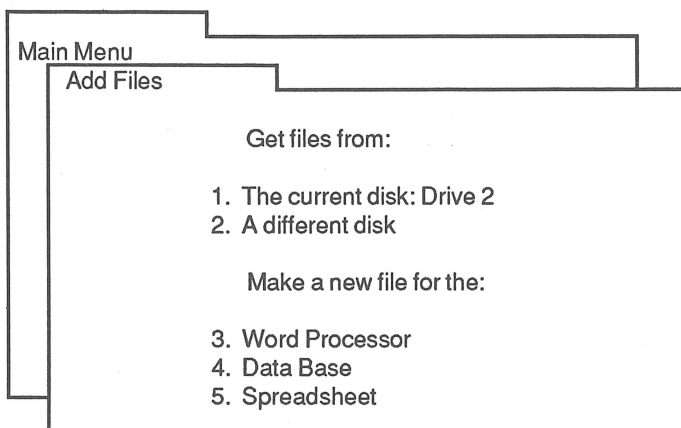 Main Menu
Add Files
Get files from:
1. The current disk: Drive 2
2. A different disk
Make a new file for the:
3. Word Processor
4. Data Base
5. Spreadsheet